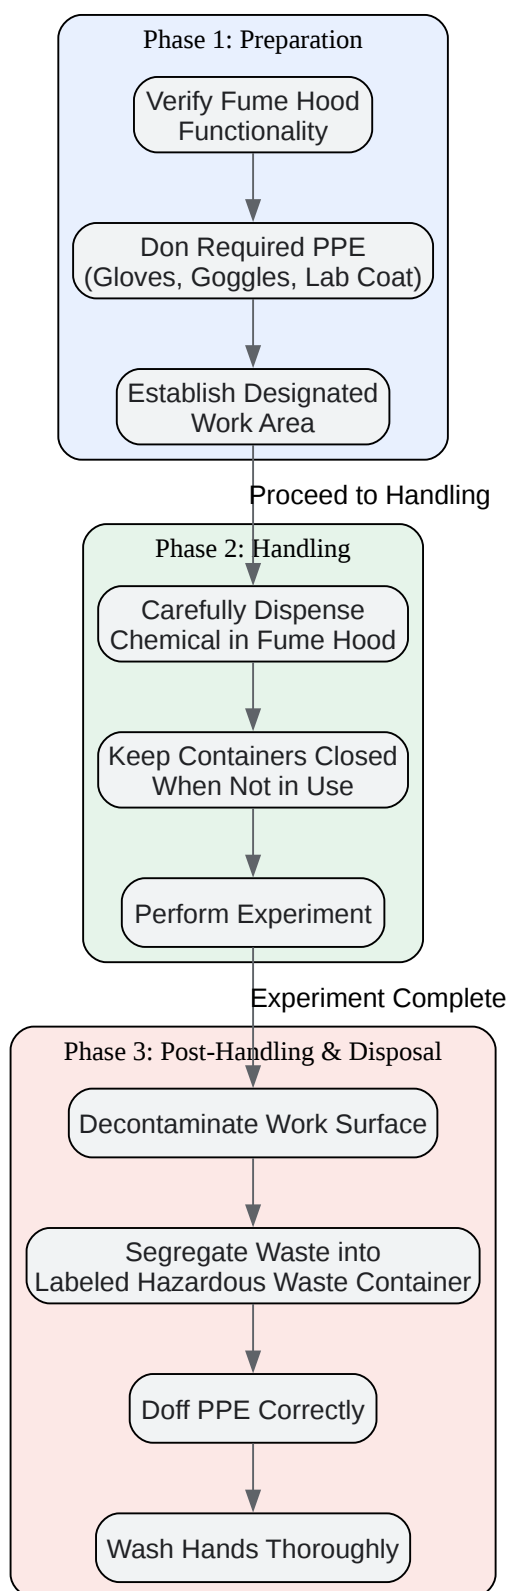 Phase 1: Preparation
Verify Fume Hood
Functionality
Don Required PPE
(Gloves, Goggles, Lab Coat)
Establish Designated
Work Area
Proceed to Handling
Phase 2: Handling
Carefully Dispense
Chemical in Fume Hood
Keep Containers Closed
When Not in Use
Perform Experiment
Experiment Complete
Phase 3: Post-Handling & Disposal
Decontaminate Work Surface
Segregate Waste into
Labeled Hazardous Waste Container
Doff PPE Correctly
Wash Hands Thoroughly